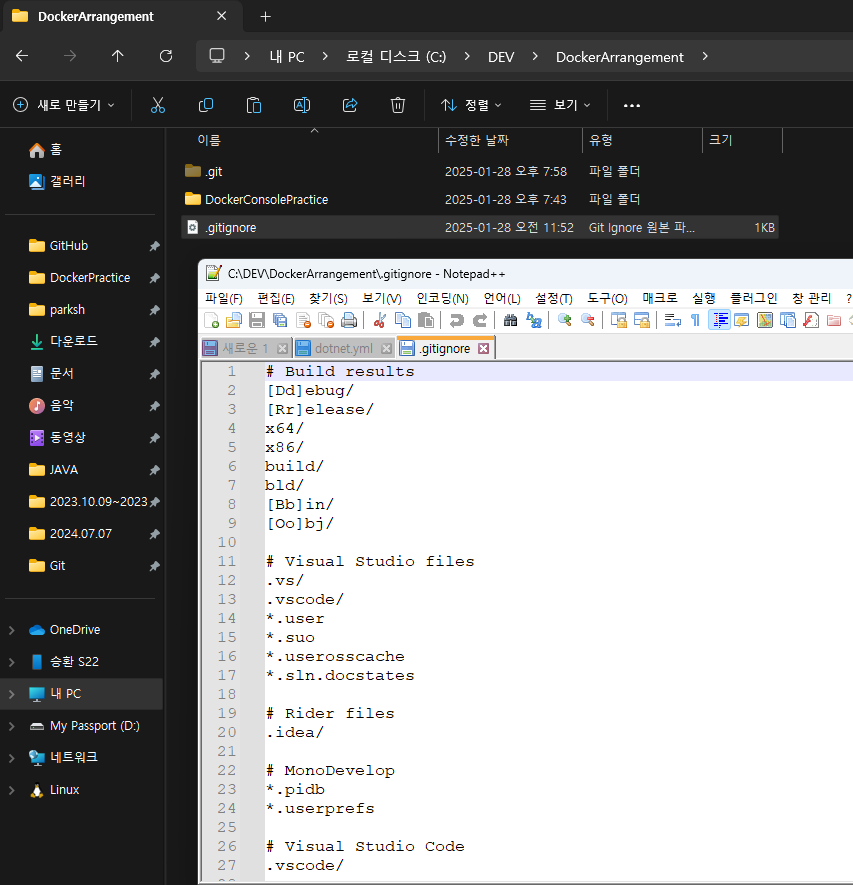 DockerArrangement
내 PC
로컬 디스크 (C:)
DEV
DockerArrangement
새로 만들기
정렬
보기
이름
수정한 날짜
유형
크기
홈
갤러리
.git
2025-01-28 오후 7:58
파일 폴더
DockerConsolePractice
2025-01-28 오후 7:43
파일 폴더
.gitignore
2025-01-28 오전 11:52
Git Ignore 원본 파...
1KB
GitHub
DockerPractice
parksh
다운로드
문서
음악
동영상
JAVA
2023.10.09~2023
2024.07.07
Git
OneDrive
승환 S22
내 PC
My Passport (D:)
네트워크
Linux
C:\DEV\DockerArrangement\.gitignore - Notepad++
파일(F) 편집(E) 찾기(S) 보기(V) 인코딩(N) 언어(L) 설정(T) 도구(O) 매크로 실행 플러그인 창 관리 ?
새로운 1
dotnet.yml
.gitignore
1 # Build results
2 [Dd]ebug/
3 [Rr]elease/
4 x64/
5 x86/
6 build/
7 bld/
8 [Bb]in/
9 [Oo]bj/
10
11 # Visual Studio files
12 .vs/
13 .vscode/
14 *.user
15 *.suo
16 *.userosscache
17 *.sln.docstates
18
19 # Rider files
20 .idea/
21
22 # MonoDevelop
23 *.pidb
24 *.userprefs
25
26 # Visual Studio Code
27 .vscode/